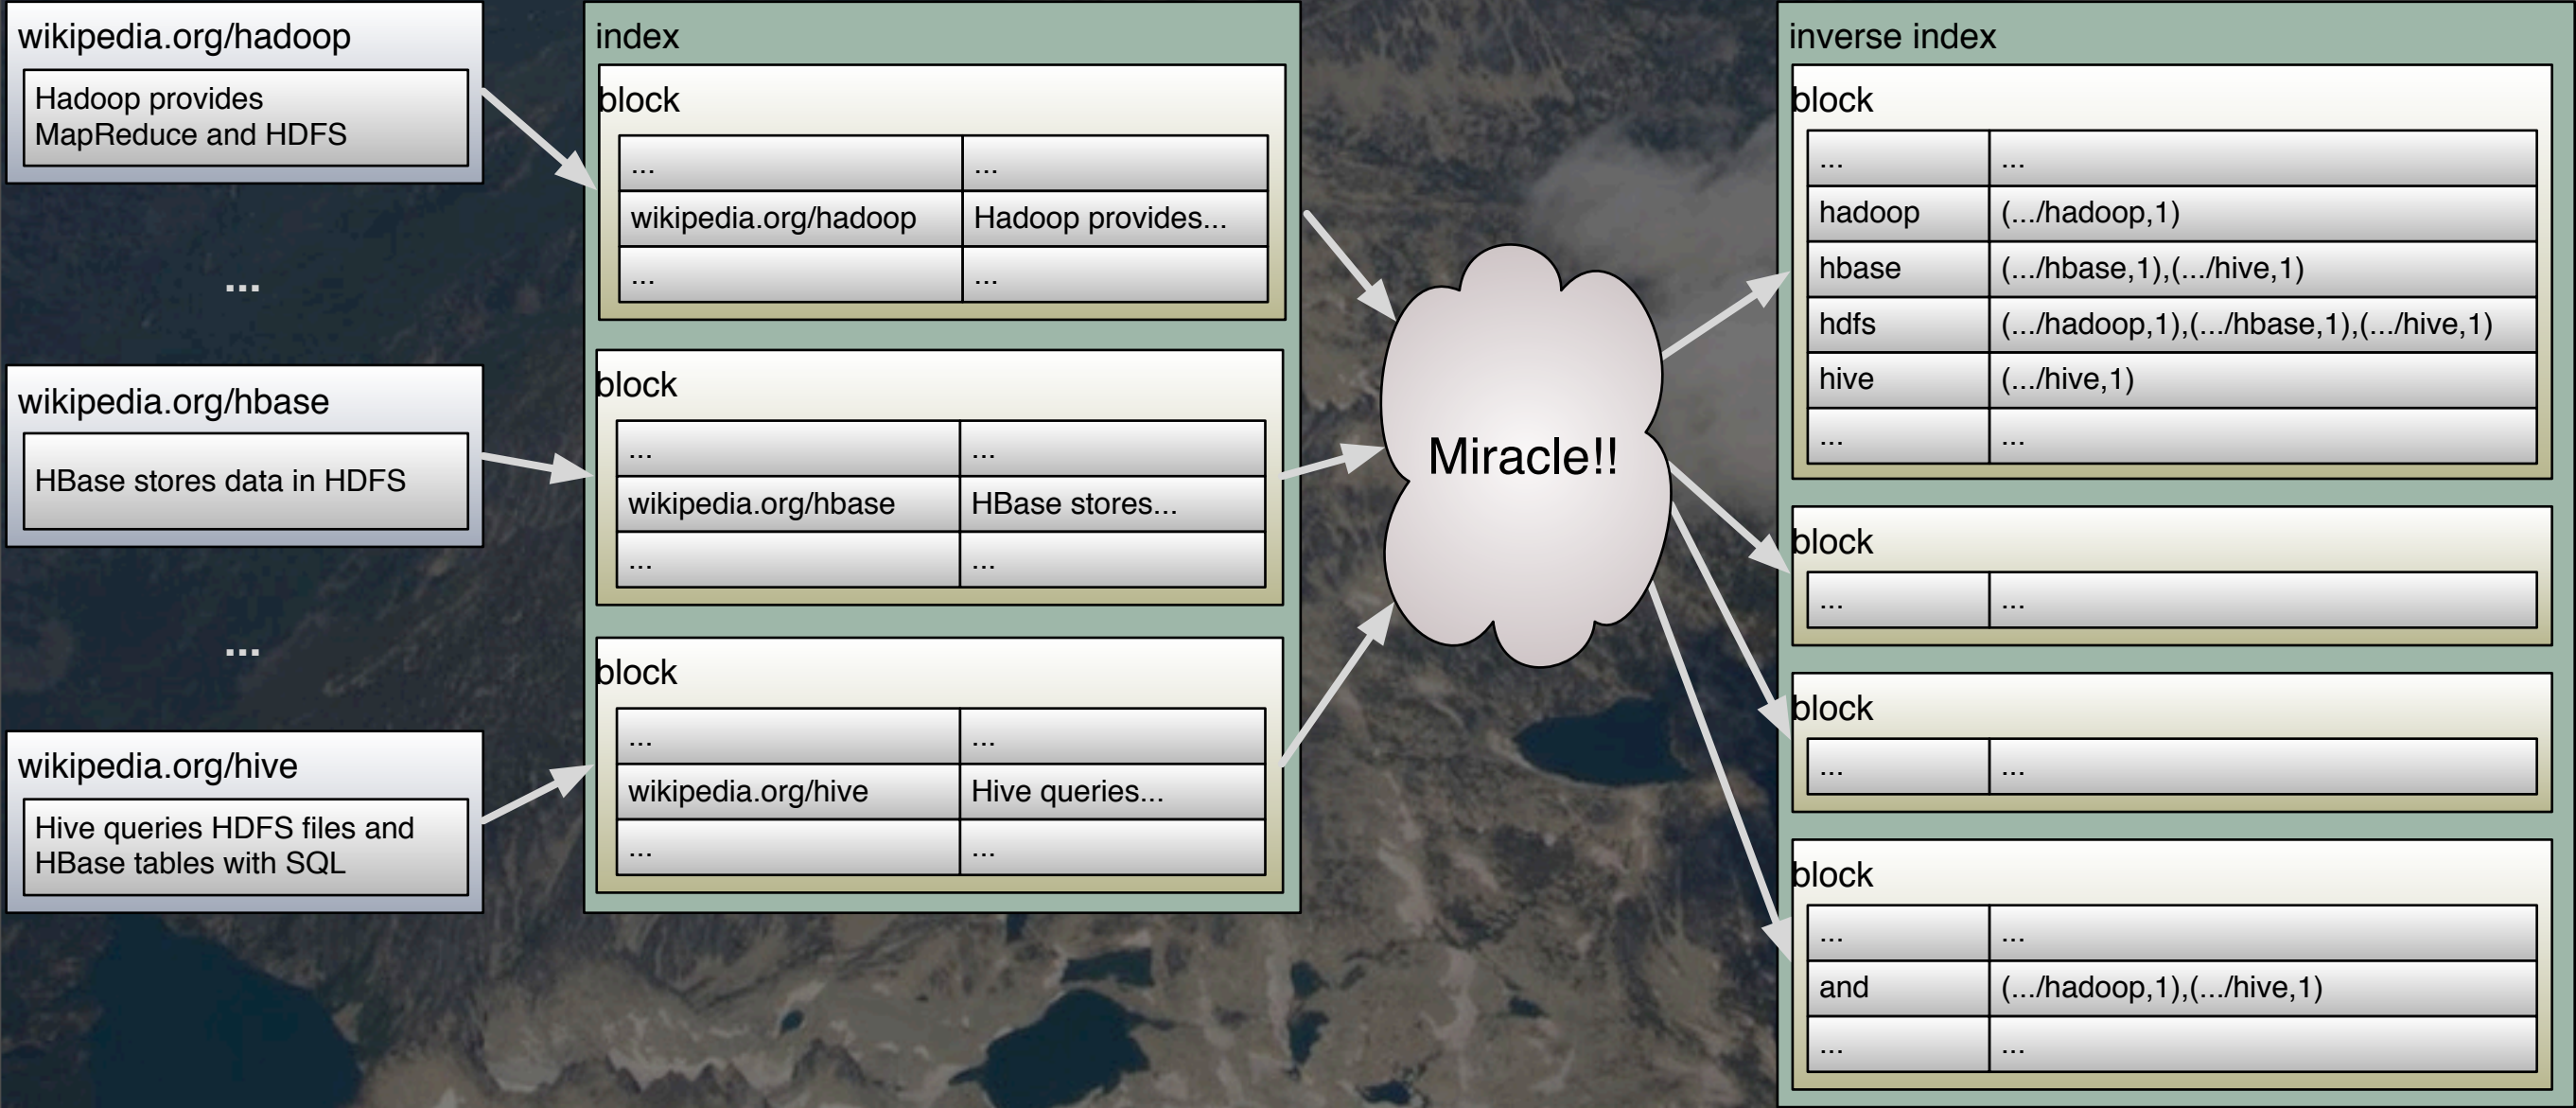 wikipedia.org/hadoop
Hadoop provides
MapReduce and HDFS
...
wikipedia.org/hbase
HBase stores data in HDFS
...
wikipedia.org/hive
Hive queries HDFS files and
HBase tables with SQL
index
block
... ...
wikipedia.org/hadoop Hadoop provides...
... ...
block
... ...
wikipedia.org/hbase HBase stores...
... ...
block
... ...
wikipedia.org/hive Hive queries...
... ...
Miracle!!
inverse index
block
... ...
hadoop (.../hadoop,1)
hbase (.../hbase,1),(.../hive,1)
hdfs (.../hadoop,1),(.../hbase,1),(.../hive,1)
hive (.../hive,1)
... ...
block
... ...
block
... ...
block
... ...
and (.../hadoop,1),(.../hive,1)
... ...